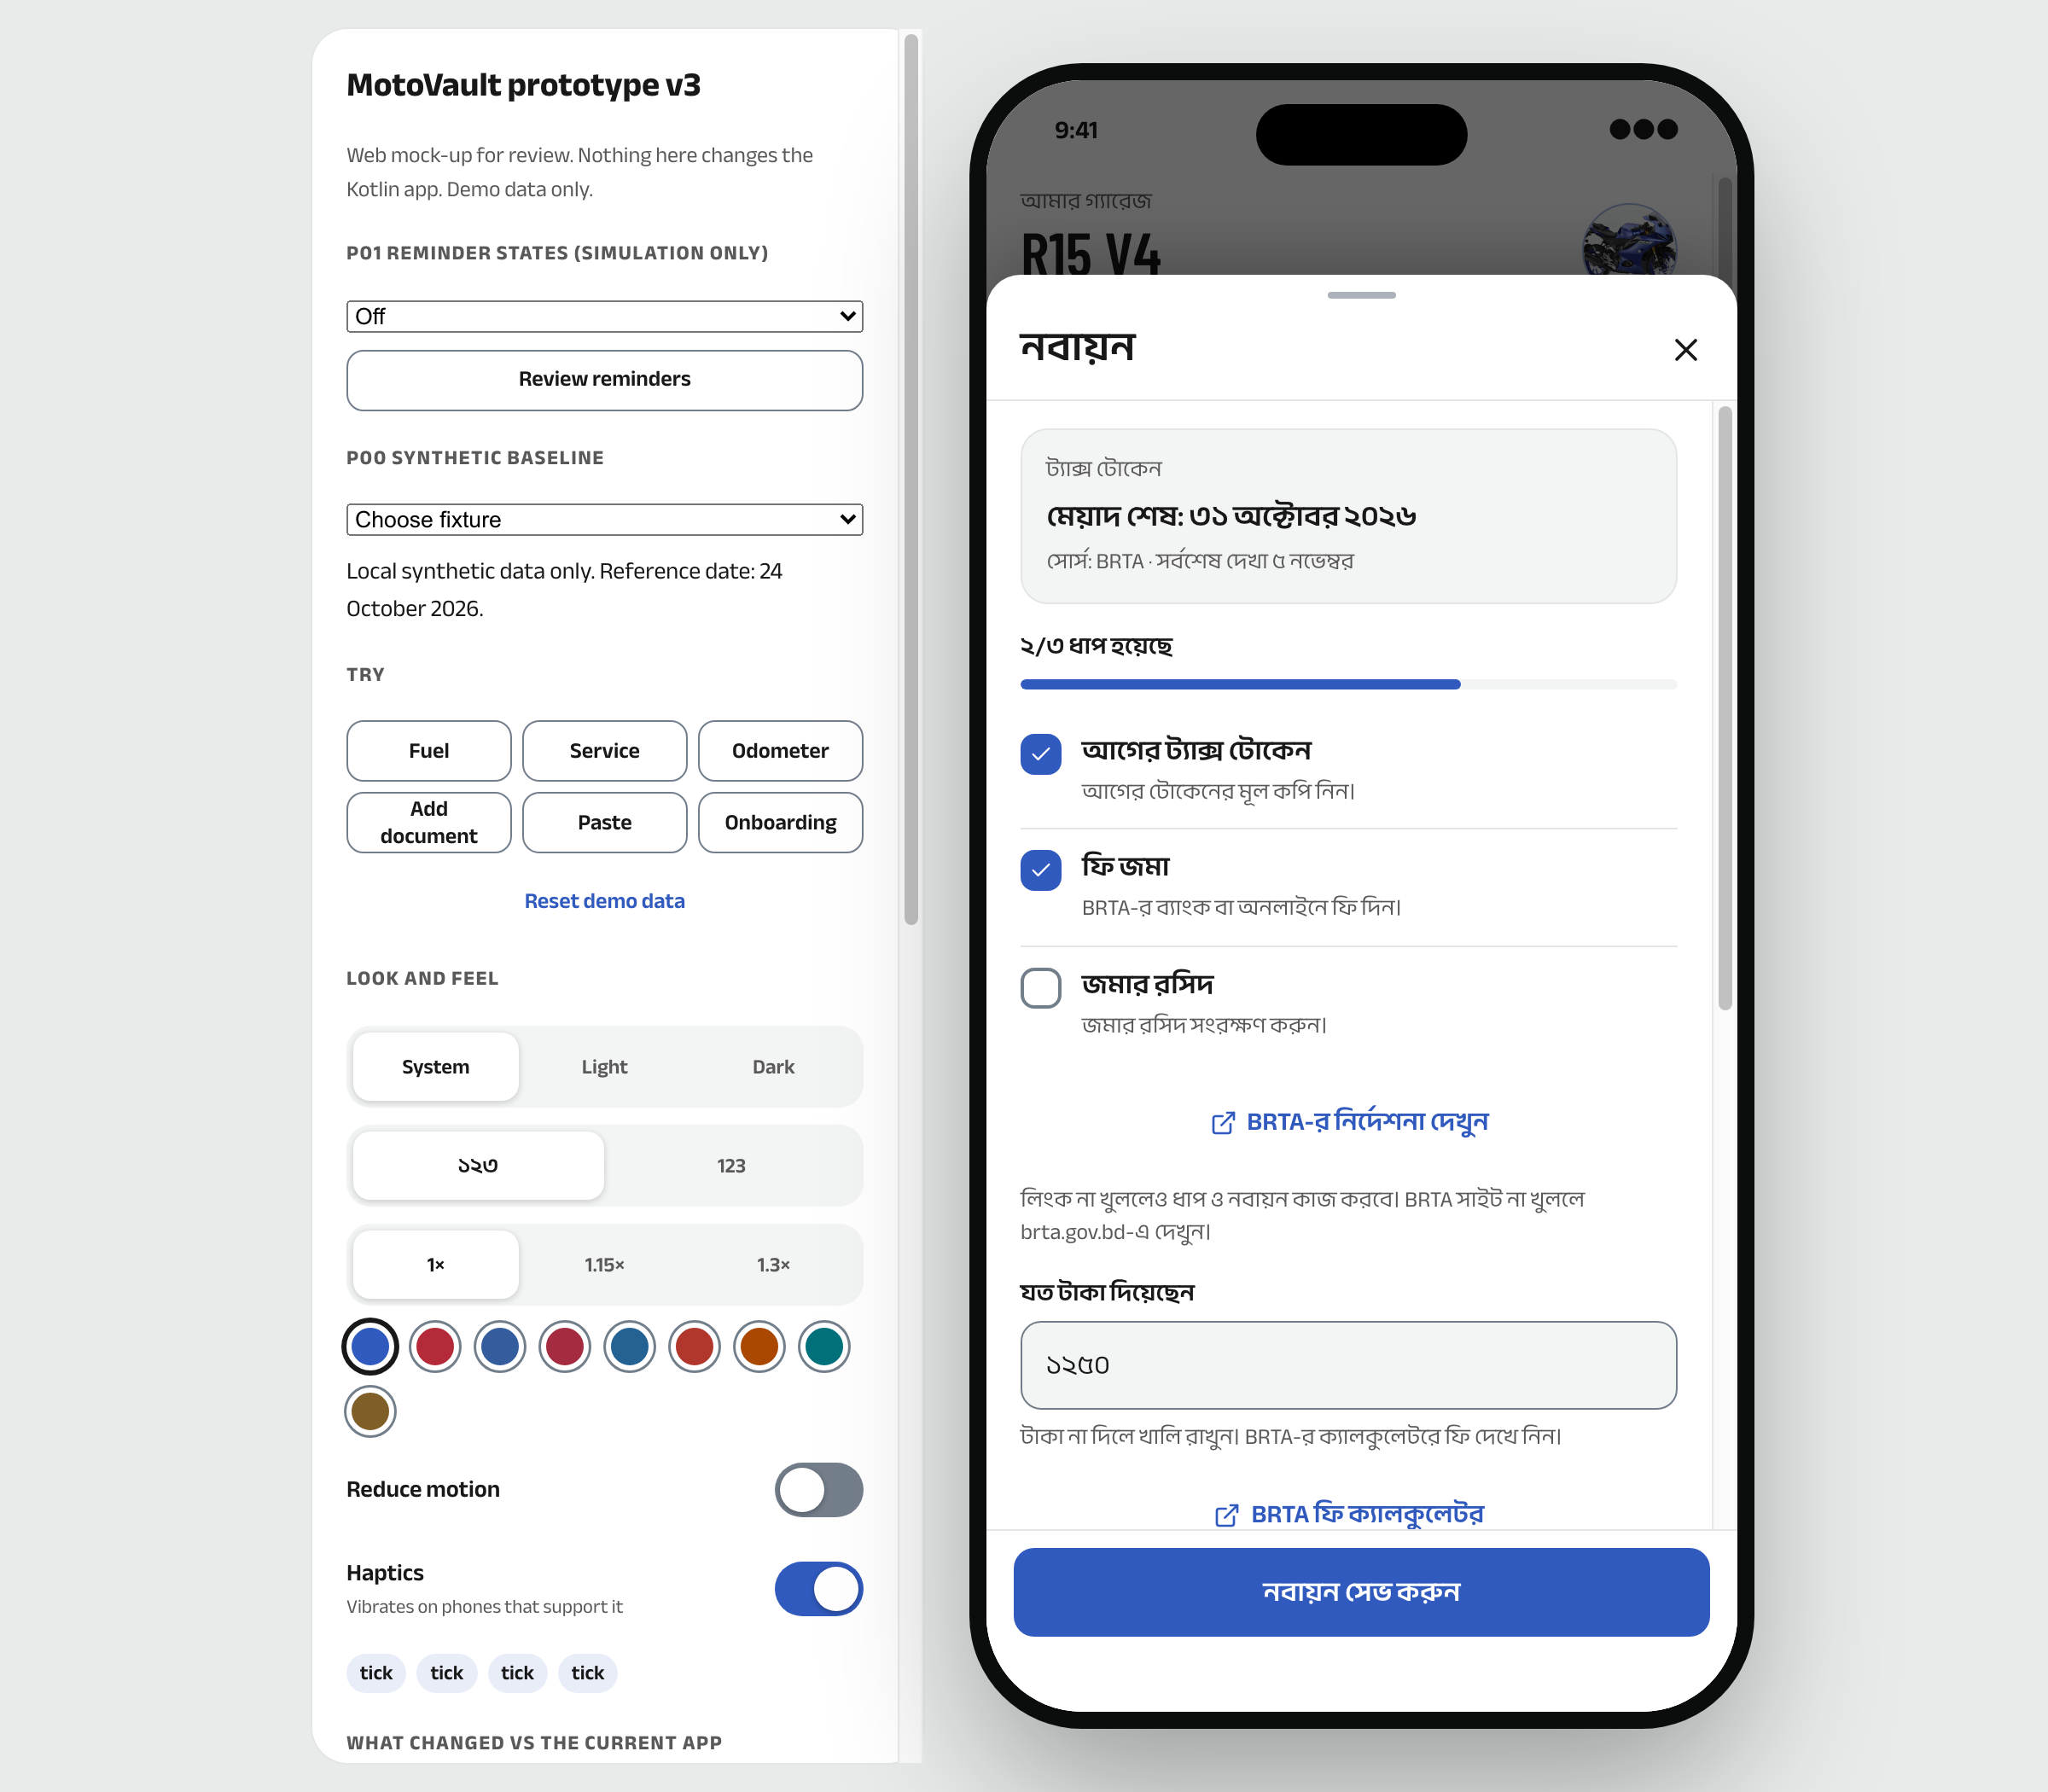 MotoVault prototype v3
Web mock-up for review. Nothing here changes the
Kotlin app. Demo data only.
P01 REMINDER STATES (SIMULATION ONLY)
Off
Review reminders
P00 SYNTHETIC BASELINE
Choose fixture
Local synthetic data only. Reference date: 24
October 2026.
TRY
Fuel
Service
Odometer
Add
document
Paste
Onboarding
Reset demo data
LOOK AND FEEL
System
Light
Dark
১২৩
123
1×
1.15×
1.3×
Reduce motion
Haptics
Vibrates on phones that support it
tick
tick
tick
tick
WHAT CHANGED VS THE CURRENT APP
9:41
আমার গ্যারেজ
R15 V4
নবায়ন
ট্যাক্স টোকেন
মেয়াদ শেষ: ৩১ অক্টোবর ২০২৬
সোর্স: BRTA · সর্বশেষ দেখা ৫ নভেম্বর
২/৩ ধাপ হয়েছে
আগের ট্যাক্স টোকেন
আগের টোকেনের মূল কপি নিন।
ফি জমা
BRTA-র ব্যাংক বা অনলাইনে ফি দিন।
জমার রসিদ
জমার রসিদ সংরক্ষণ করুন।
BRTA-র নির্দেশনা দেখুন
লিংক না খুললেও ধাপ ও নবায়ন কাজ করবে। BRTA সাইট না খুললে
brta.gov.bd-এ দেখুন।
যত টাকা দিয়েছেন
১২৫০
টাকা না দিলে খালি রাখুন। BRTA-র ক্যালকুলেটরে ফি দেখে নিন।
BRTA ফি ক্যালকুলেটর
নবায়ন সেভ করুন